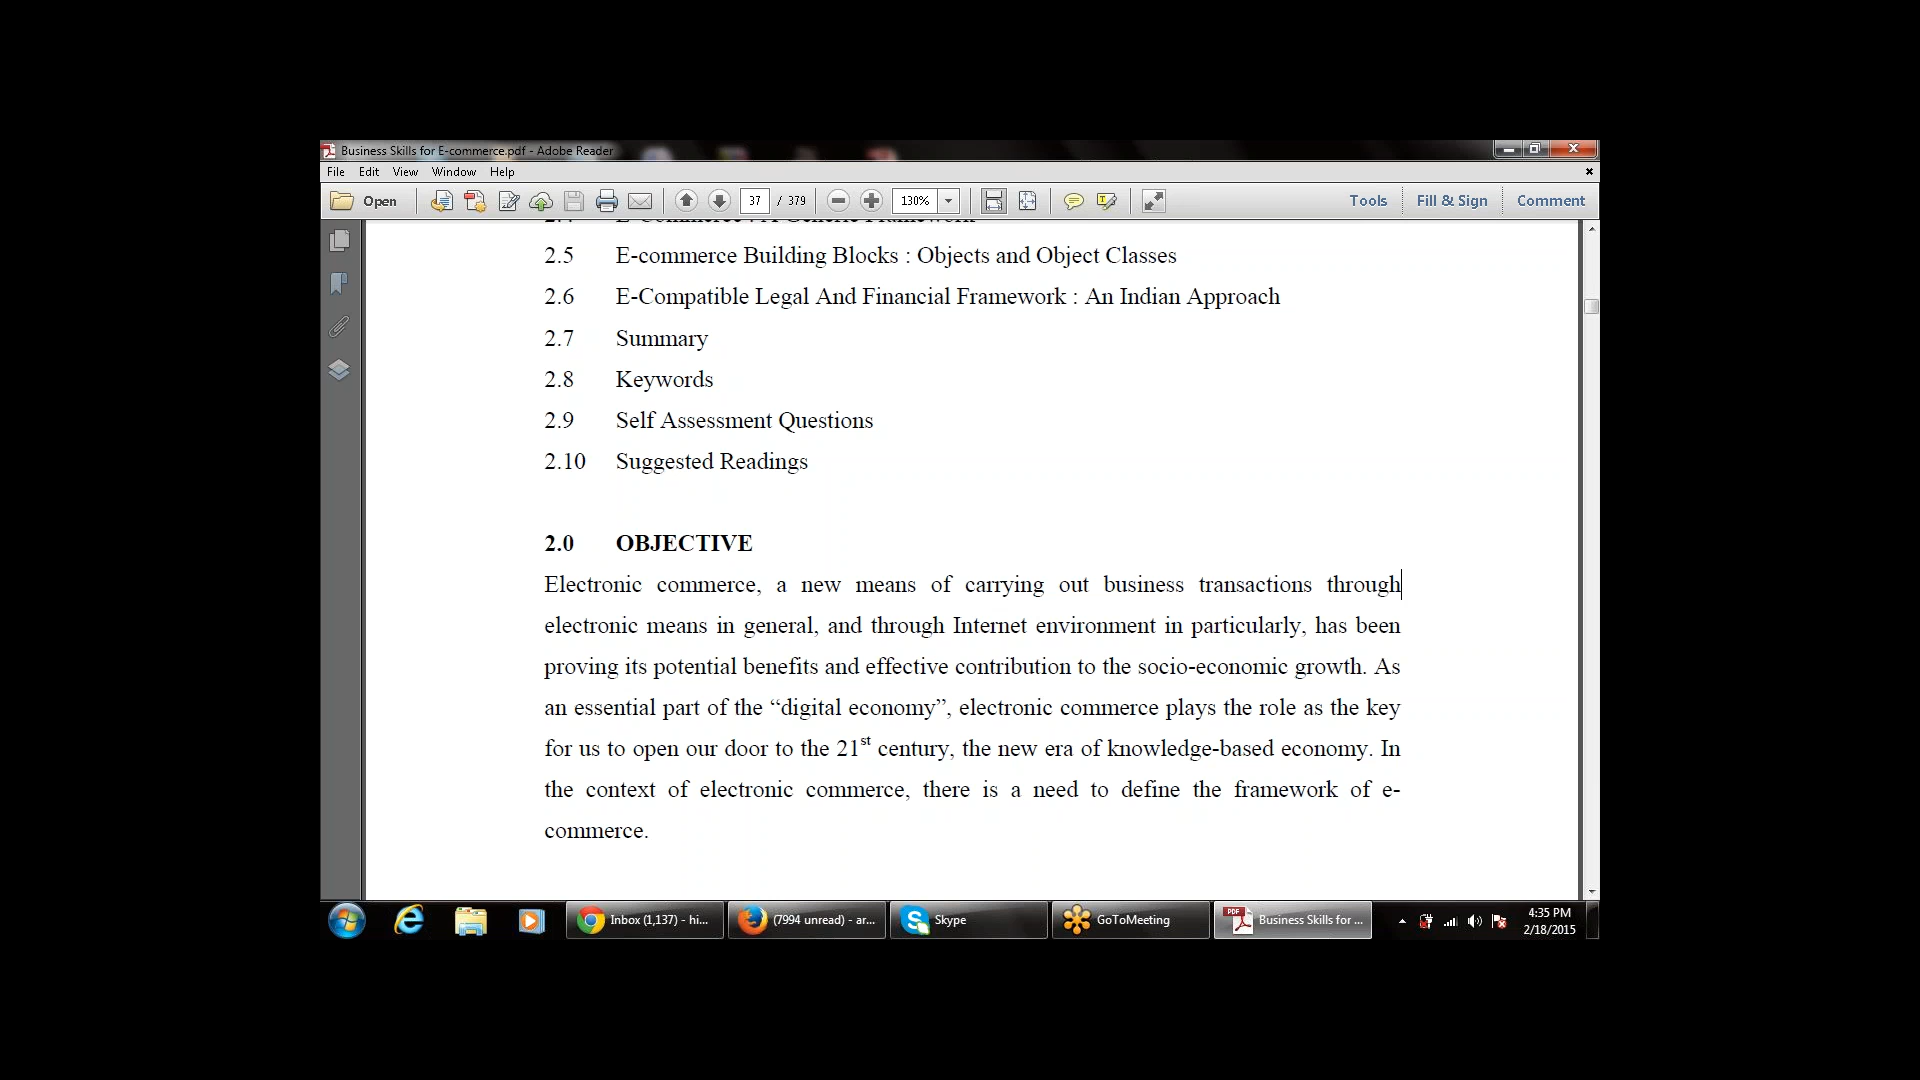 Business Skills for E-commerce.pdf - Adobe Reader
File Edit View Window Help
Open 37 / 379 130% Tools Fill & Sign Comment
2.5 E-commerce Building Blocks : Objects and Object Classes
2.6 E-Compatible Legal And Financial Framework : An Indian Approach
2.7 Summary
2.8 Keywords
2.9 Self Assessment Questions
2.10 Suggested Readings
2.0 OBJECTIVE
Electronic commerce, a new means of carrying out business transactions through
electronic means in general, and through Internet environment in particularly, has been
proving its potential benefits and effective contribution to the socio-economic growth. As
an essential part of the “digital economy”, electronic commerce plays the role as the key
for us to open our door to the 21st century, the new era of knowledge-based economy. In
the context of electronic commerce, there is a need to define the framework of e-
commerce.
Inbox (1,137) - hi... (7994 unread) - ar... Skype GoToMeeting PDF Business Skills for ... 4:35 PM
2/18/2015